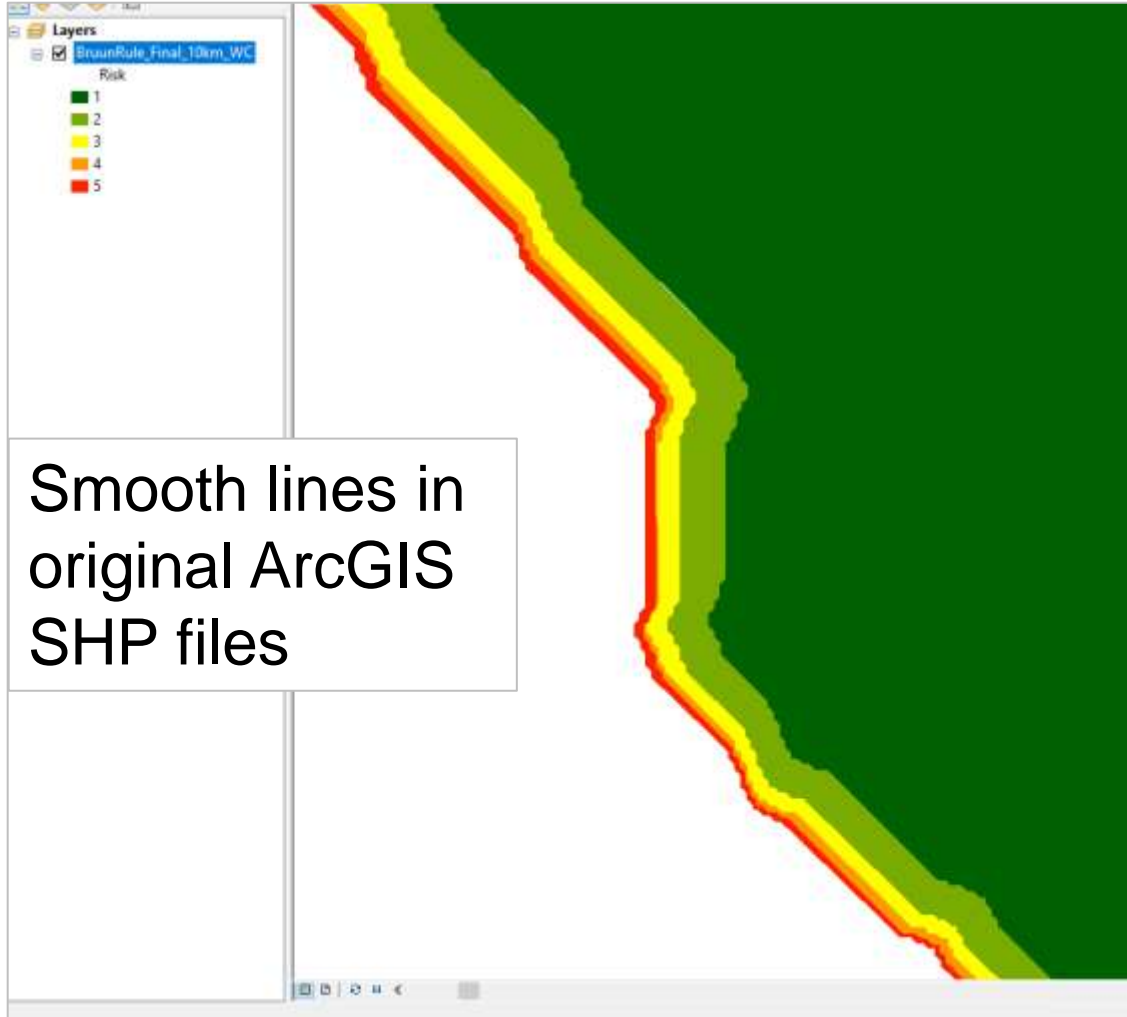 Layers
BruunRule_Final_10km_WC
Risk
1
2
3
4
5
Smooth lines in
original ArcGIS
SHP files